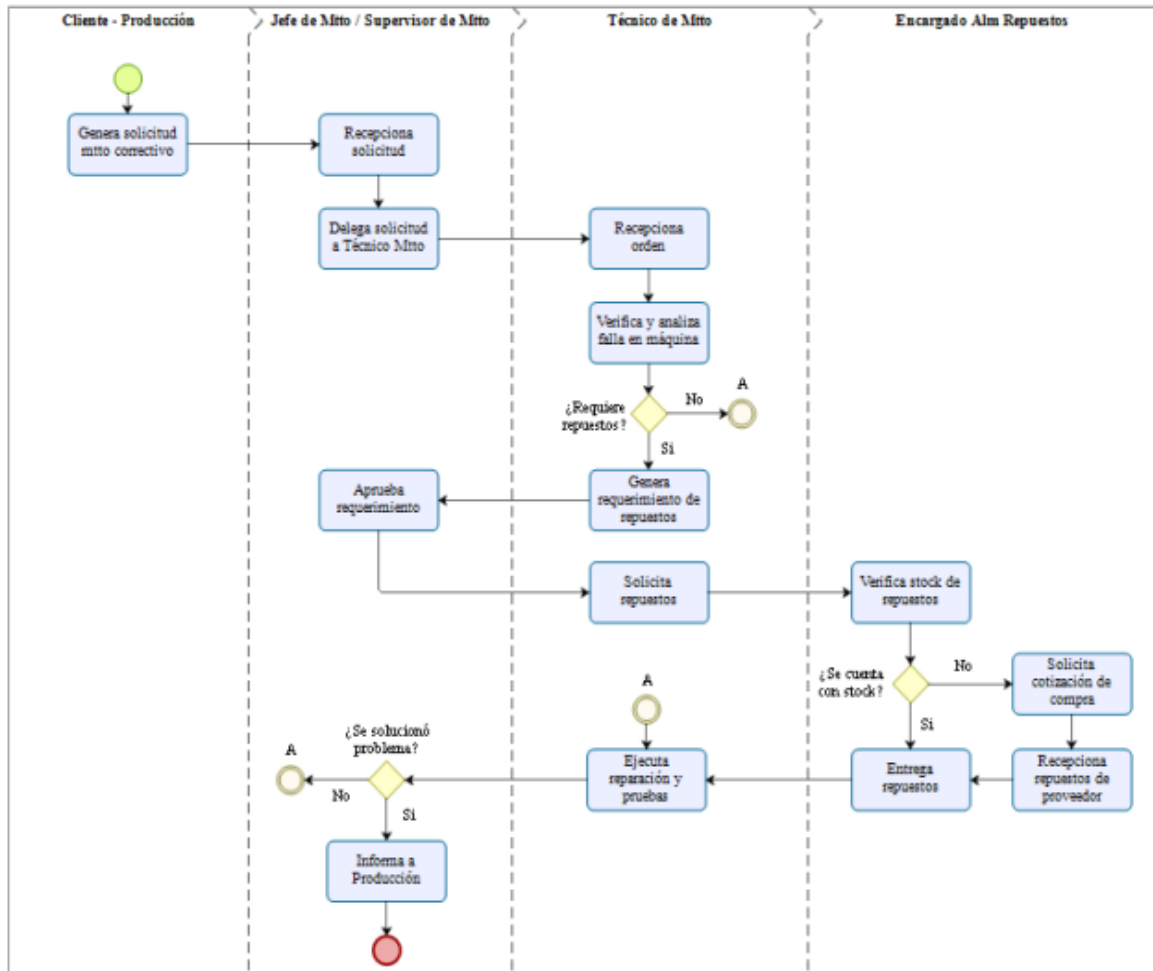 Cliente - Producción
Jefe de Mtto / Supervisor de Mtto
Técnico de Mtto
Encargado Alm Repuestos
Genera solicitud
mtto correctivo
Recepciona
solicitud
Delega solicitud
a Técnico Mtto
Recepciona
orden
Verifica y analiza
falla en máquina
¿Requiere
repuestos?
No
A
Si
Genera
requerimiento de
repuestos
Aprueba
requerimiento
Solicita
repuestos
Verifica stock de
repuestos
¿Se cuenta
con stock?
No
Si
Solicita
cotización de
compra
Recepciona
repuestos de
proveedor
Entrega
repuestos
A
Ejecuta
reparación y
pruebas
¿Se solucionó
problema?
A
No
Si
Informa a
Producción